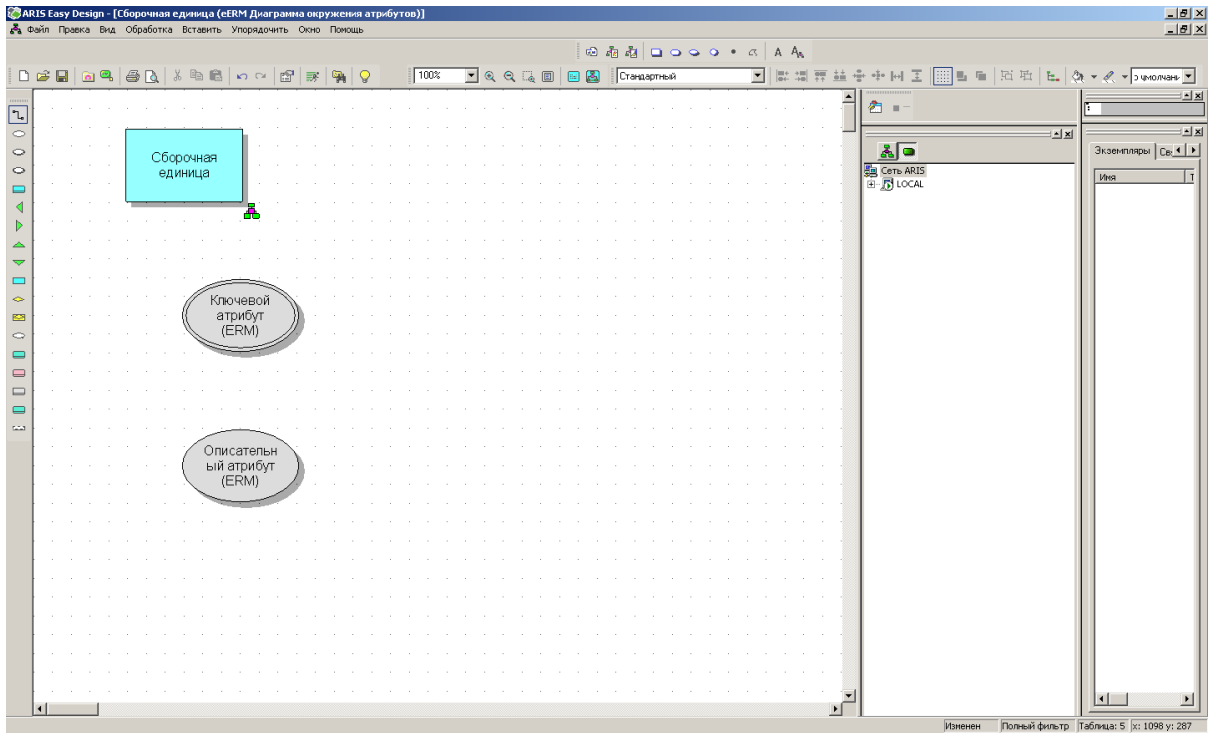 ARIS Easy Design - [Сборочная единица (eERM Диаграмма окружения атрибутов)]
Файл Правка Вид Обработка Вставить Упорядочить Окно Помощь
100% Стандартный
Сборочная
единица
Ключевой
атрибут
(ERM)
Описательн
ый атрибут
(ERM)
Сеть ARIS
LOCAL
Экземпляры
Имя
Изменен Полный фильтр Таблица: 5 x: 1098 y: 287